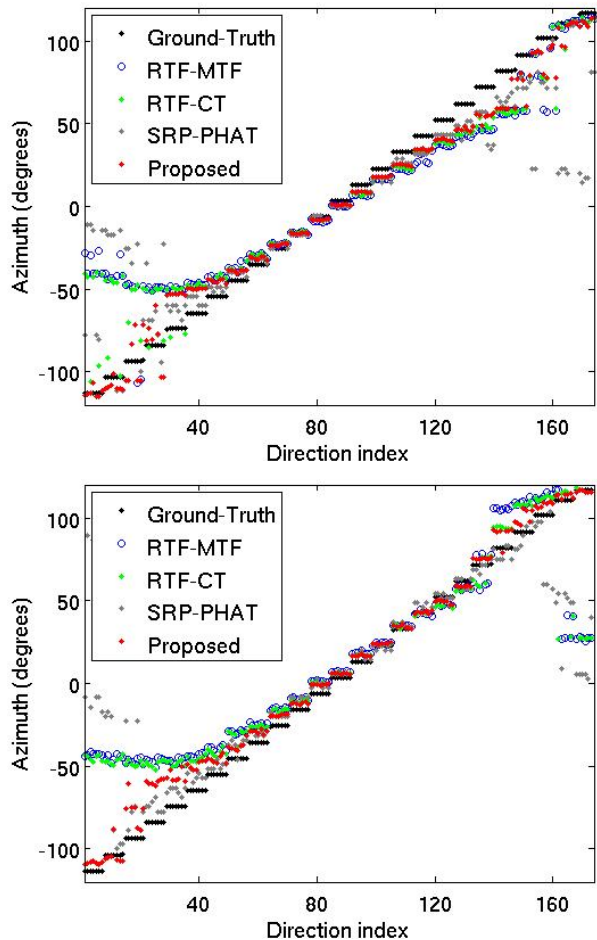 100
50
0
-50
-100
Azimuth (degrees)
Ground-Truth
RTF-MTF
RTF-CT
SRP-PHAT
Proposed
40
80
120
160
Direction index
100
50
0
-50
-100
Azimuth (degrees)
Ground-Truth
RTF-MTF
RTF-CT
SRP-PHAT
Proposed
40
80
120
160
Direction index